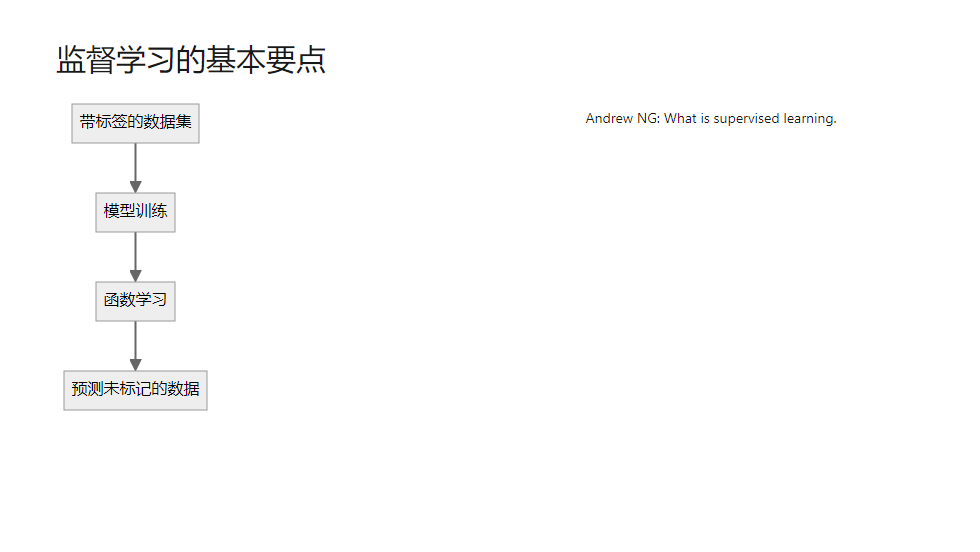 监督学习的基本要点
带标签的数据集
模型训练
函数学习
预测未标记的数据
Andrew NG: What is supervised learning.